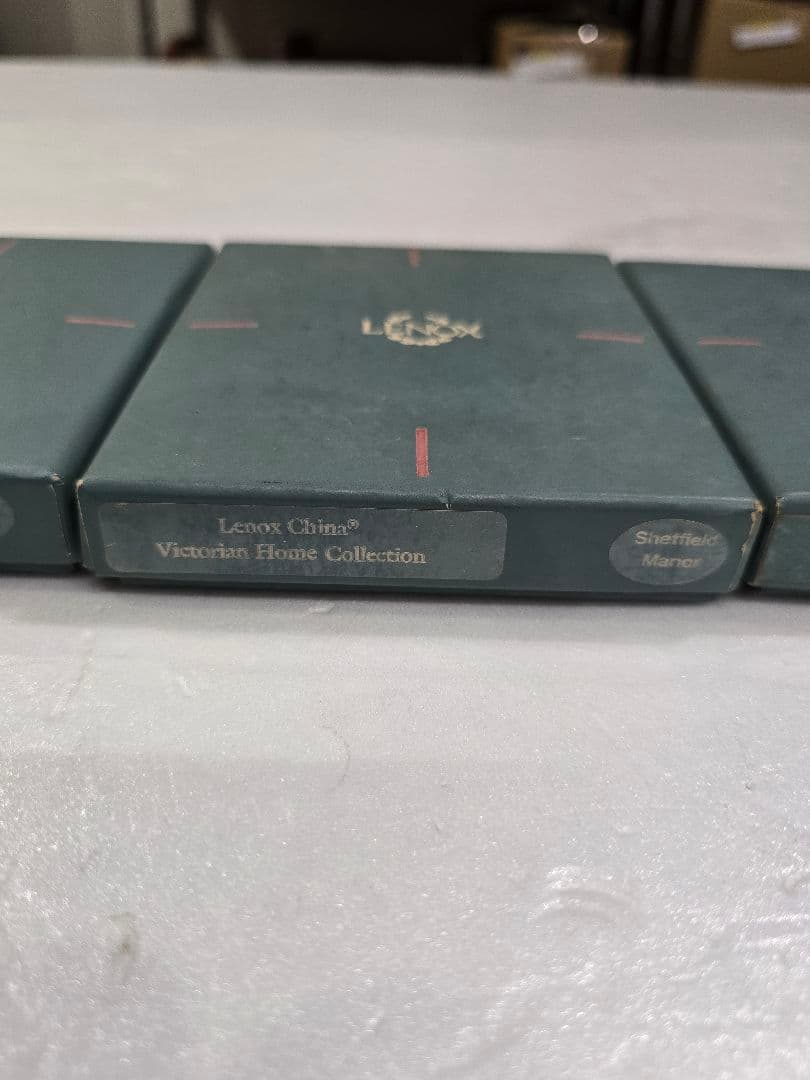 LENOX
Lenox China®
Victorian Home Collection
Sheffield
Manor